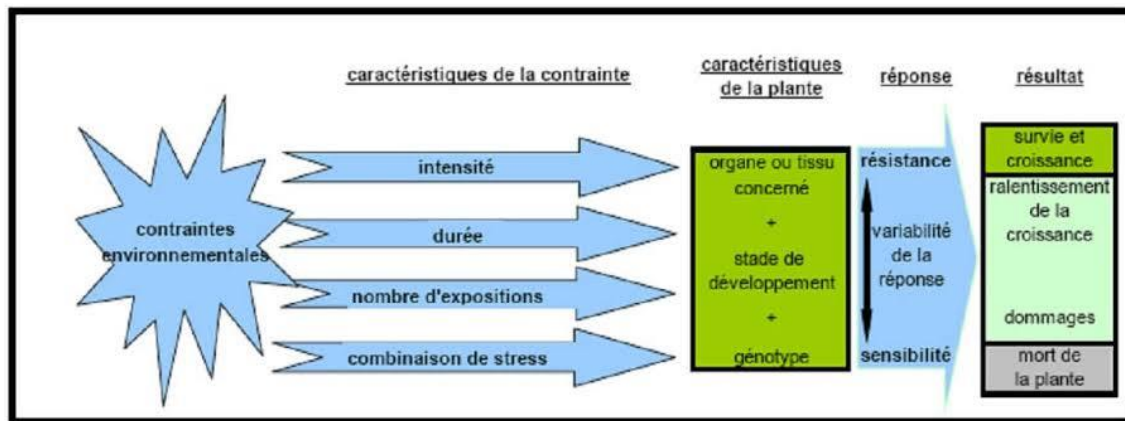 caractéristiques de la contrainte
caractéristiques
de la plante
réponse
résultat
contraintes
environnementales
intensité
durée
nombre d'expositions
combinaison de stress
organe ou tissu
concerné
+
stade de
développement
+
génotype
résistance
variabilité
de la
réponse
sensibilité
survie et
croissance
ralentissement
de la
croissance
dommages
mort de
la plante